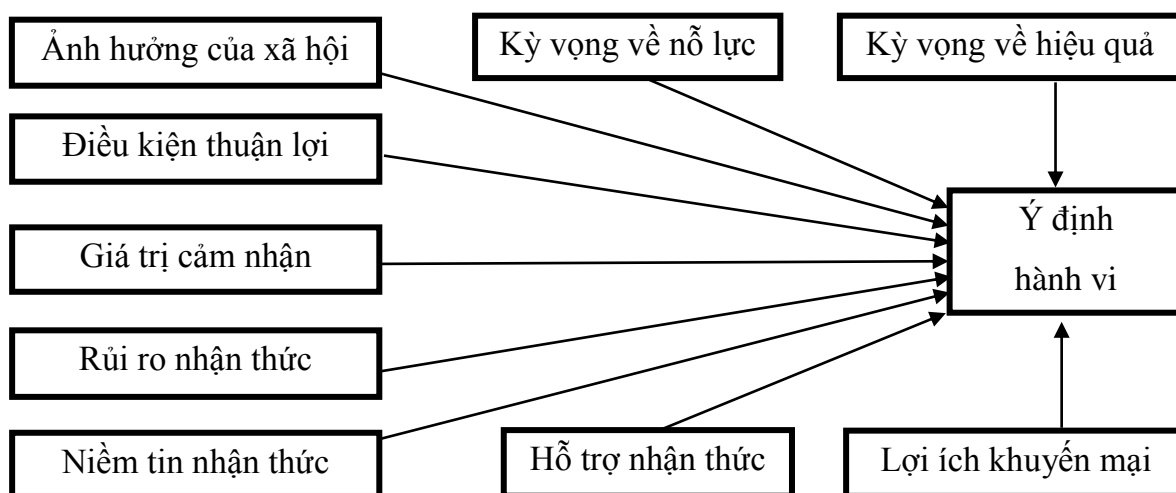 Ảnh hưởng của xã hội
Kỳ vọng về nỗ lực
Kỳ vọng về hiệu quả
Điều kiện thuận lợi
Ý định
hành vi
Giá trị cảm nhận
Rủi ro nhận thức
Niềm tin nhận thức
Hỗ trợ nhận thức
Lợi ích khuyến mại